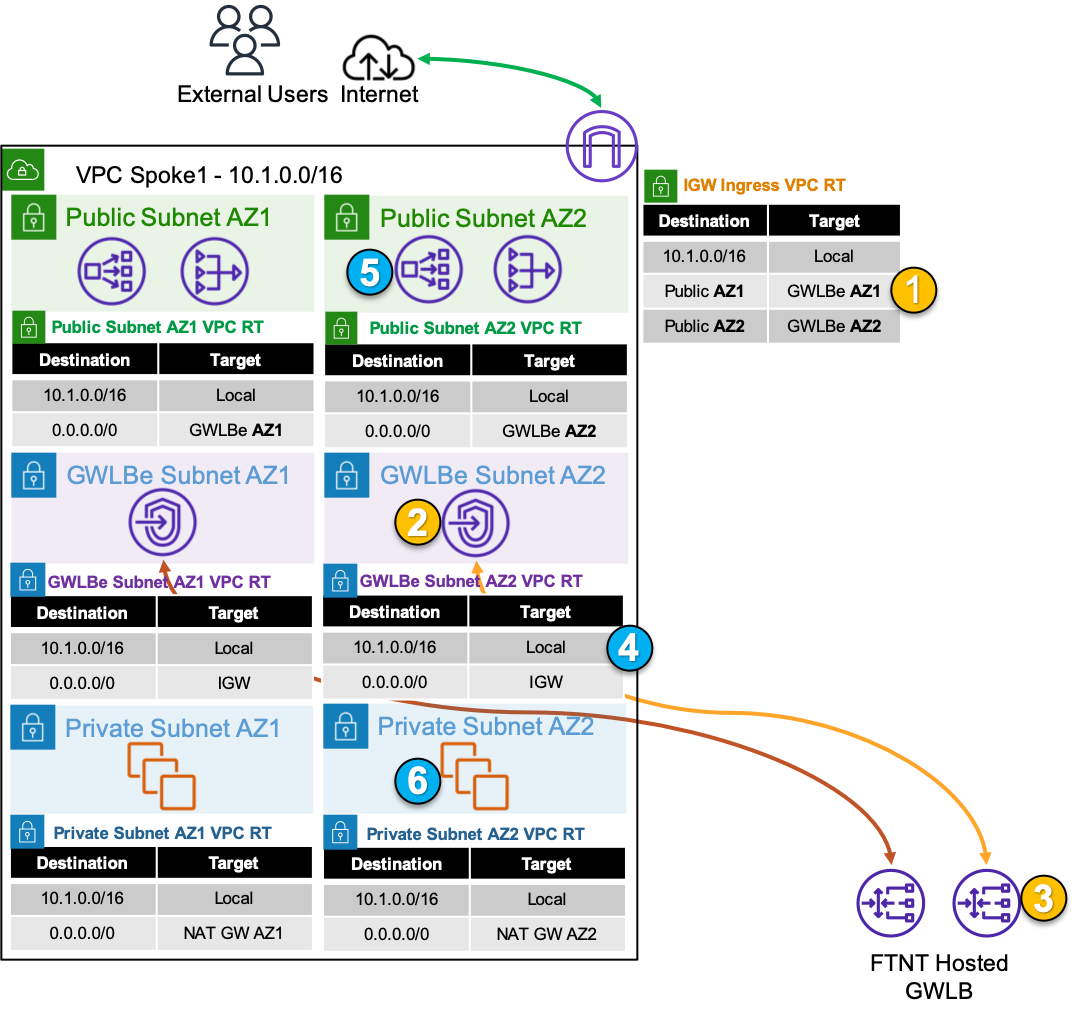 External Users
Internet
VPC Spoke1 - 10.1.0.0/16
IGW Ingress VPC RT
Destination Target
10.1.0.0/16 Local
Public AZ1 GWLBe AZ1
1
Public AZ2 GWLBe AZ2
Public Subnet AZ1
Public Subnet AZ2
5
Public Subnet AZ1 VPC RT
Destination Target
10.1.0.0/16 Local
0.0.0.0/0 GWLBe AZ1
Public Subnet AZ2 VPC RT
Destination Target
10.1.0.0/16 Local
0.0.0.0/0 GWLBe AZ2
GWLBe Subnet AZ1
GWLBe Subnet AZ2
2
GWLBe Subnet AZ1 VPC RT
Destination Target
10.1.0.0/16 Local
0.0.0.0/0 IGW
GWLBe Subnet AZ2 VPC RT
Destination Target
10.1.0.0/16 Local
4
0.0.0.0/0 IGW
Private Subnet AZ1
Private Subnet AZ2
6
Private Subnet AZ1 VPC RT
Destination Target
10.1.0.0/16 Local
0.0.0.0/0 NAT GW AZ1
Private Subnet AZ2 VPC RT
Destination Target
10.1.0.0/16 Local
0.0.0.0/0 NAT GW AZ2
3
FTNT Hosted
GWLB